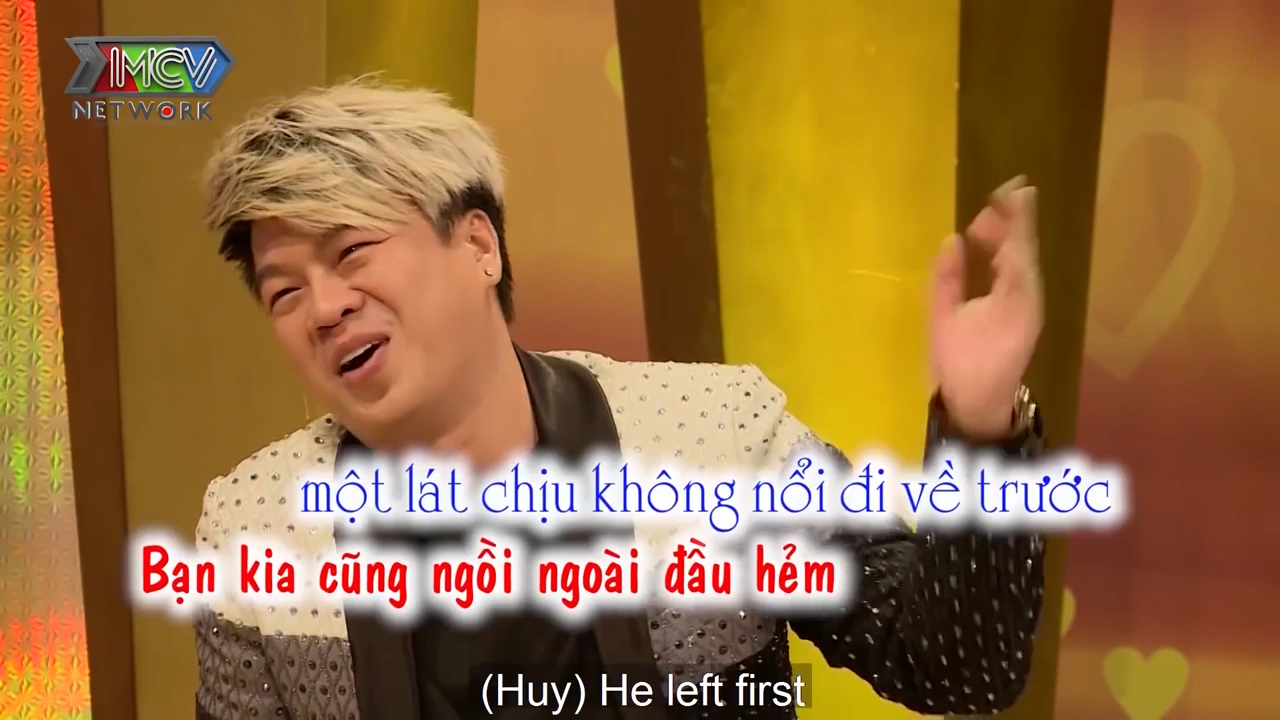 MCV
NETWORK
một lát chịu không nổi đi về trước
Bạn kia cũng ngồi ngoài đầu hẻm
(Huy) He left first